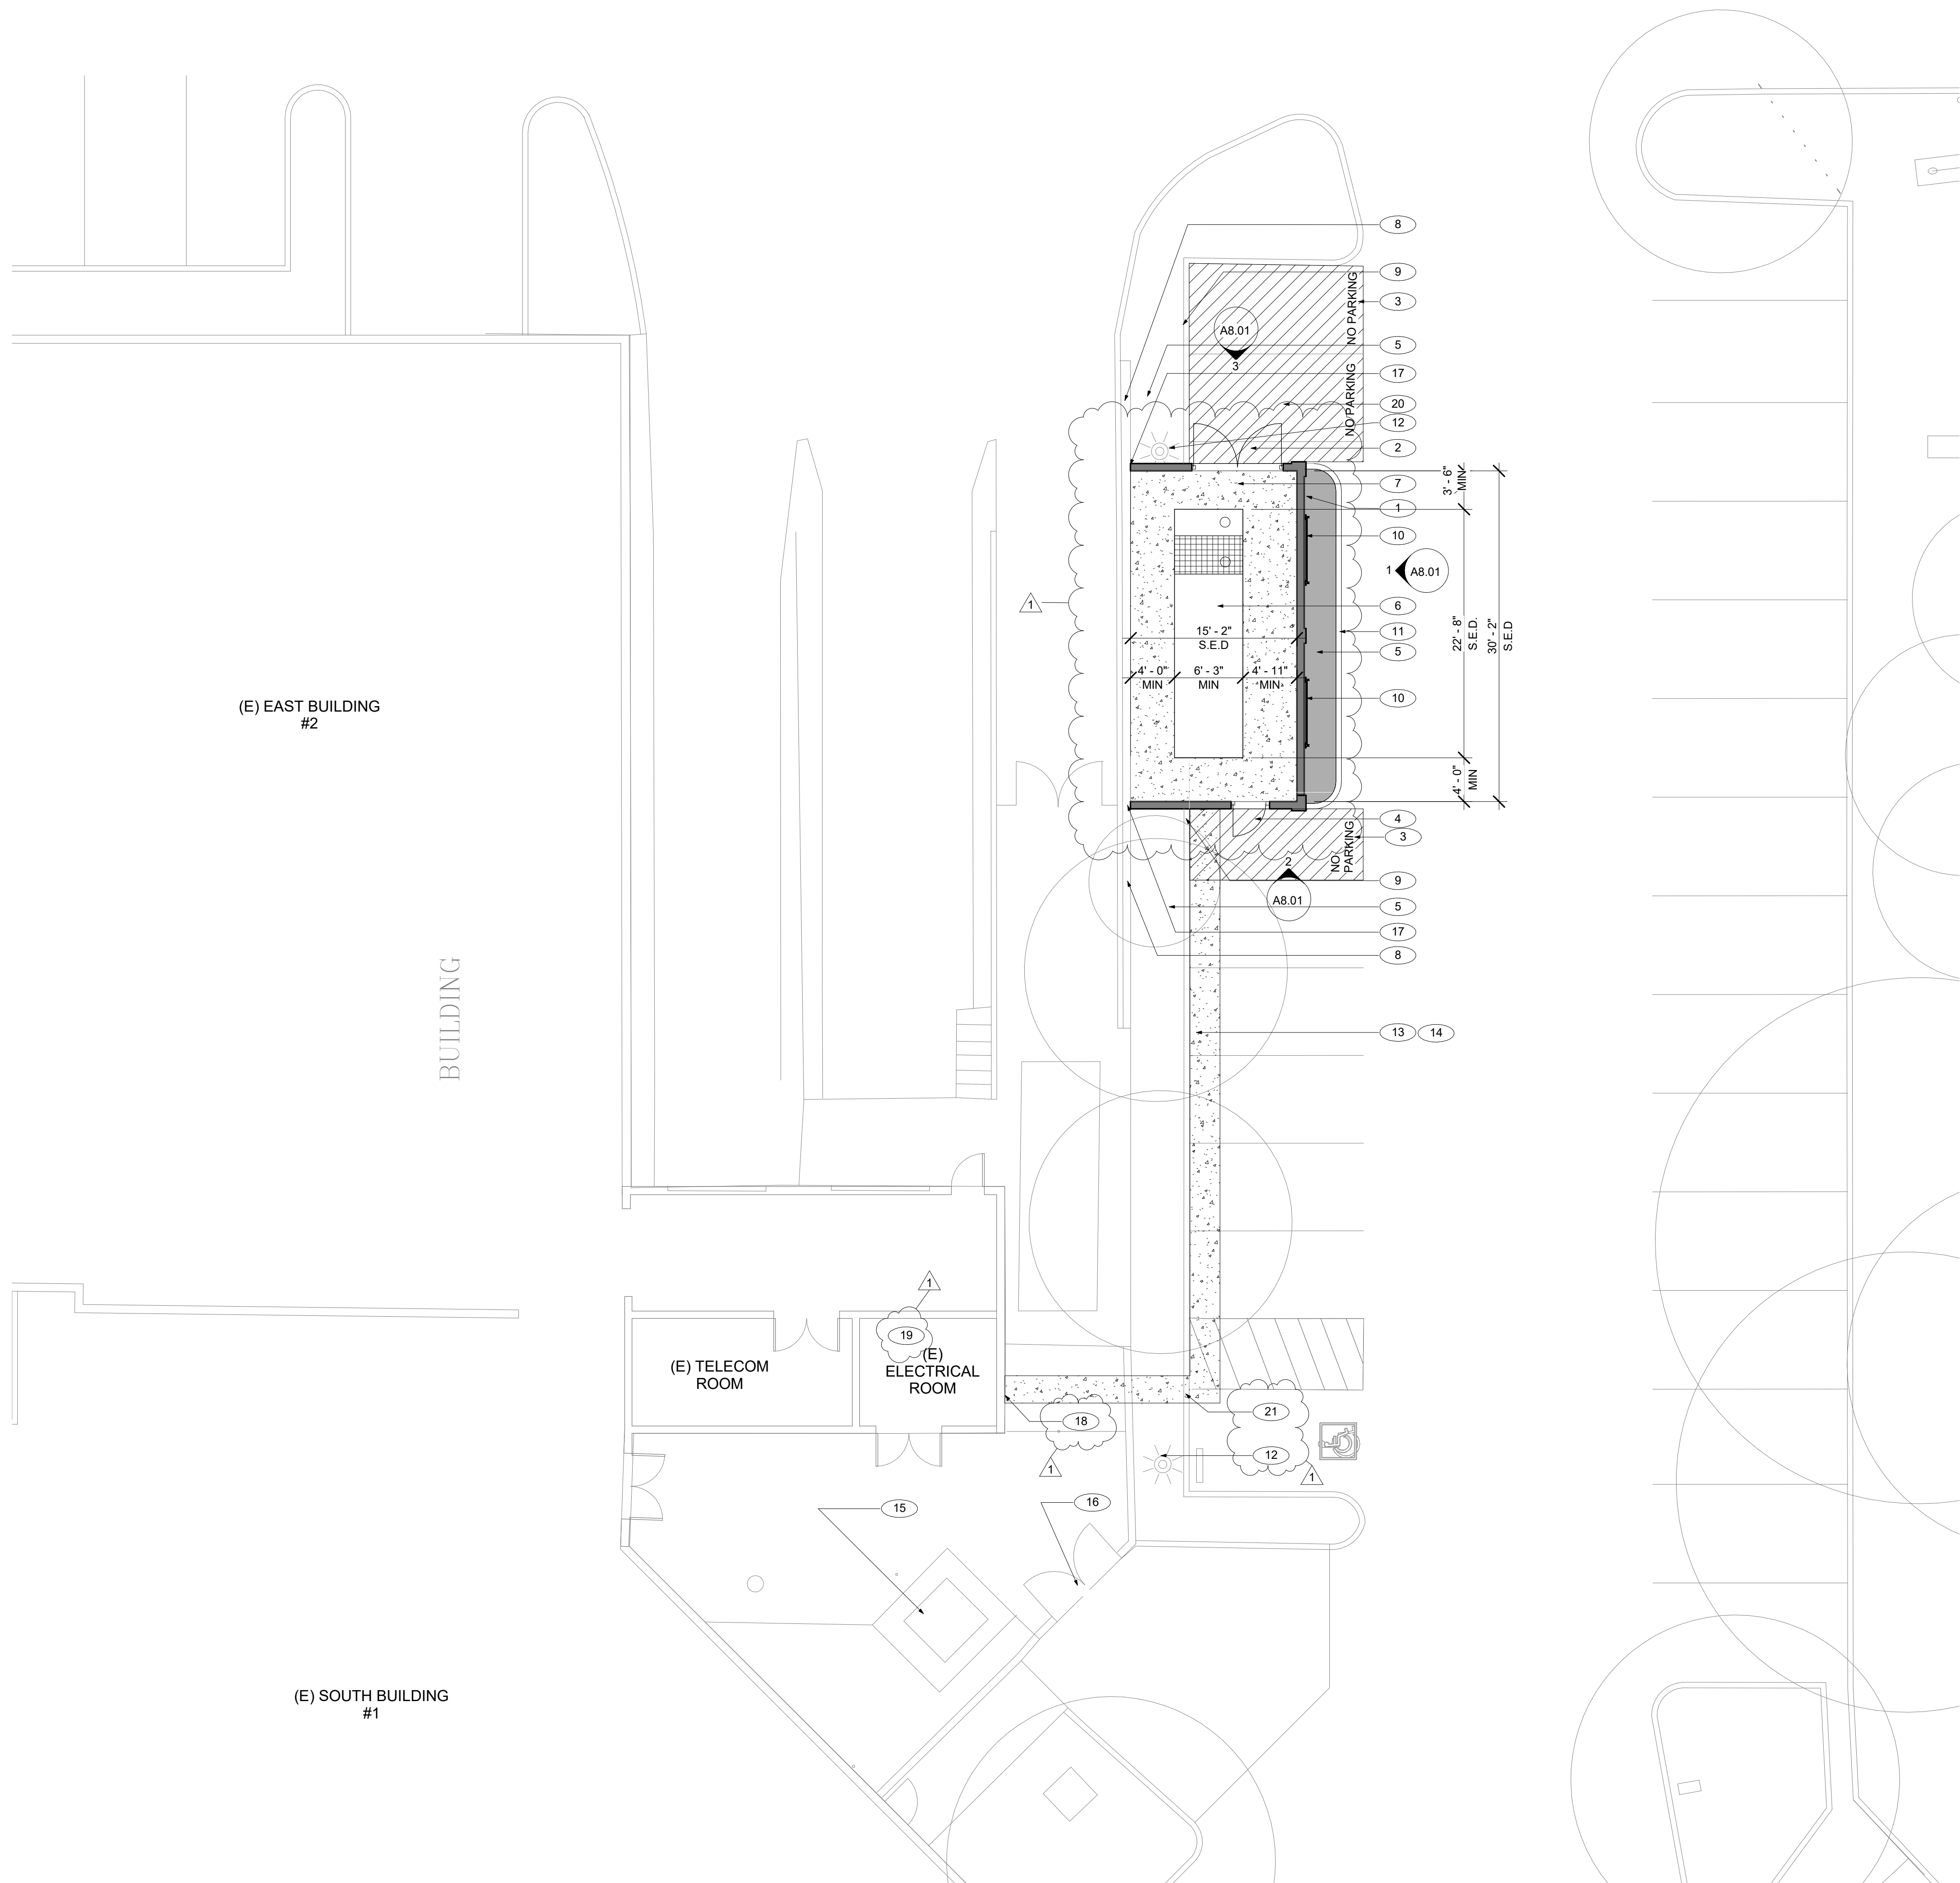 8
9
NO PARKING
3
A8.01
3
5
17
NO PARKING
20
12
2
3' - 6"
MIN
7
1
10
1
A8.01
1
6
15' - 2"
S.E.D
11
22' - 8"
S.E.D.
30' - 2"
S.E.D
5
4' - 0"
MIN
6' - 3"
MIN
4' - 11"
MIN
10
(E) EAST BUILDING
#2
4' - 0"
MIN
4
3
NO
PARKING
2
A8.01
9
5
17
8
BUILDING
13
14
1
19
(E) TELECOM
ROOM
(E)
ELECTRICAL
ROOM
18
21
1
12
1
15
16
(E) SOUTH BUILDING
#1